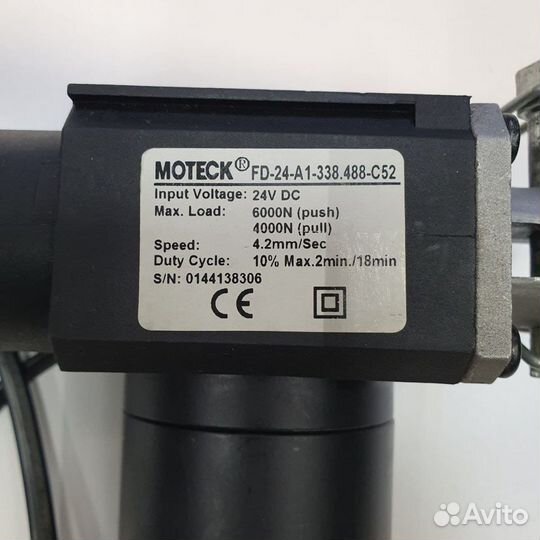 MOTECK® FD-24-A1-338.488-C52
Input Voltage: 24V DC
Max. Load: 6000N (push)
4000N (pull)
Speed: 4.2mm/Sec
Duty Cycle: 10% Max.2min./18min
S/N: 0144138306
CE
Avito